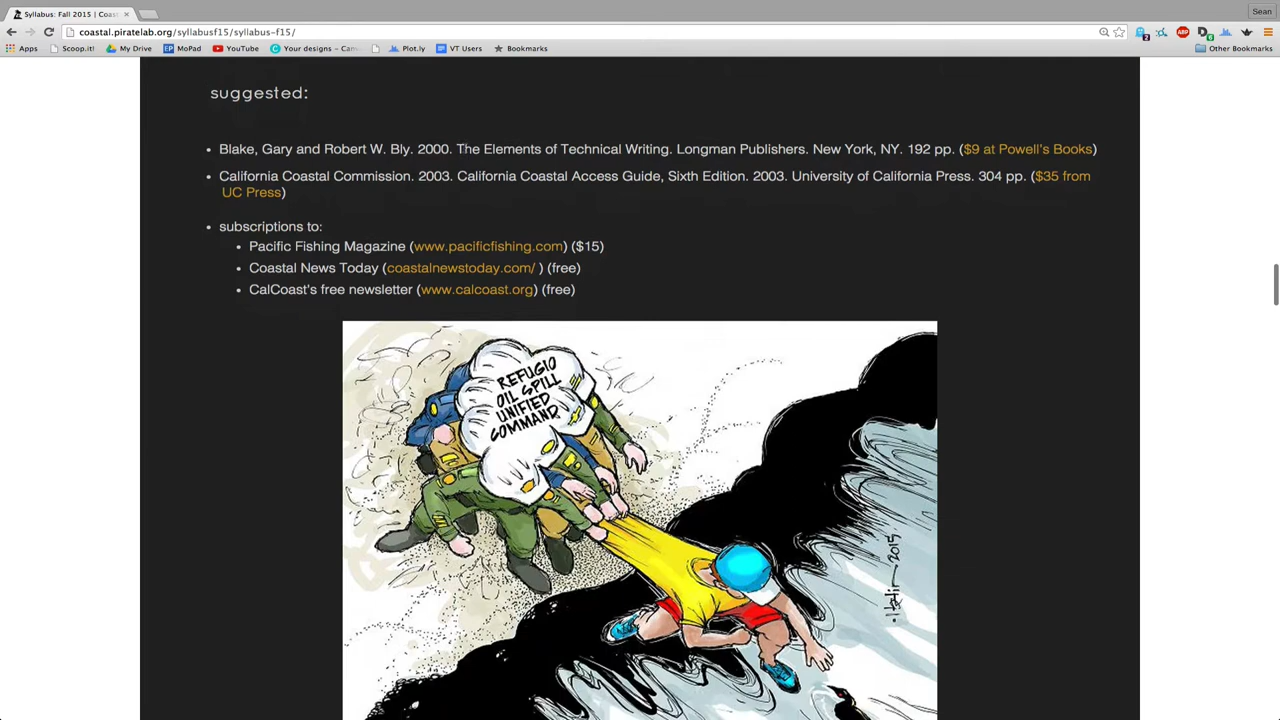 Syllabus: Fall 2015 | Coas
Sean
coastal.piratelab.org/syllabusf15/syllabus-f15/
Apps Scoop.it! My Drive MoPad YouTube Your designs – Can Plot.ly VT Users Bookmarks Other Bookmarks
suggested:
• Blake, Gary and Robert W. Bly. 2000. The Elements of Technical Writing. Longman Publishers. New York, NY. 192 pp. ($9 at Powell's Books)
• California Coastal Commission. 2003. California Coastal Access Guide, Sixth Edition. 2003. University of California Press. 304 pp. ($35 from
UC Press)
• subscriptions to:
• Pacific Fishing Magazine (www.pacificfishing.com) ($15)
• Coastal News Today (coastalnewstoday.com/ ) (free)
• CalCoast's free newsletter (www.calcoast.org) (free)
REFUGIO
OIL SPILL
UNIFIED
COMMAND
2015